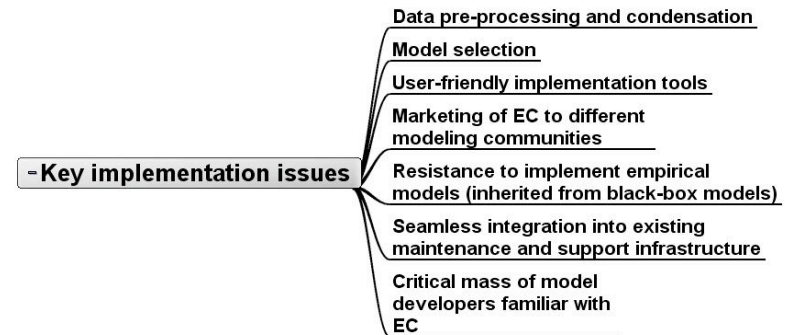 Data pre-processing and condensation
Model selection
User-friendly implementation tools
Marketing of EC to different
modeling communities
Key implementation issues
Resistance to implement empirical
models (inherited from black-box models)
Seamless integration into existing
maintenance and support infrastructure
Critical mass of model
developers familiar with
EC